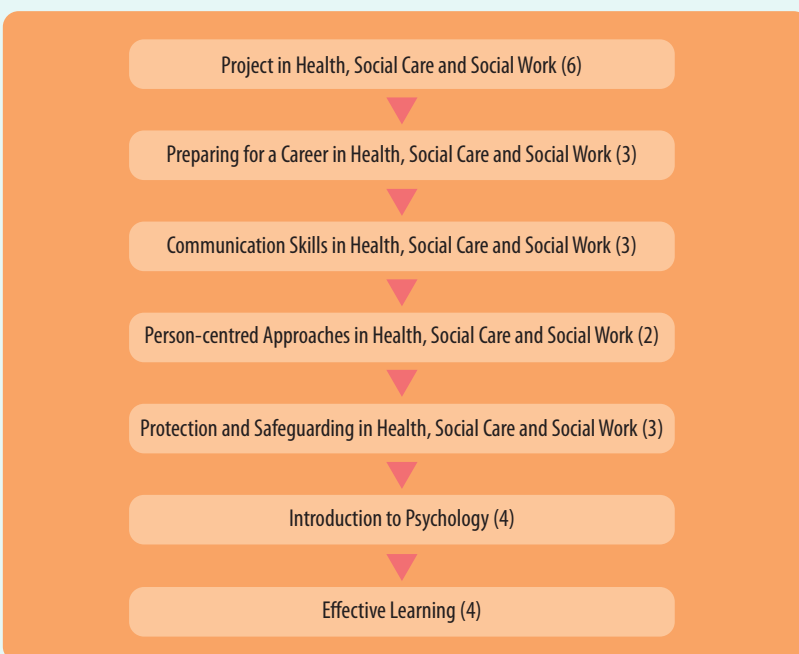 Project in Health, Social Care and Social Work (6)
Preparing for a Career in Health, Social Care and Social Work (3)
Communication Skills in Health, Social Care and Social Work (3)
Person-centred Approaches in Health, Social Care and Social Work (2)
Protection and Safeguarding in Health, Social Care and Social Work (3)
Introduction to Psychology (4)
Effective Learning (4)